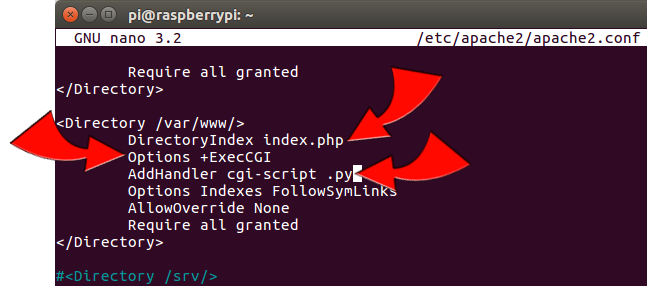 pi@raspberrypi: ~
GNU nano 3.2 /etc/apache2/apache2.conf
Require all granted
</Directory>
<Directory /var/www/>
DirectoryIndex index.php
Options +ExecCGI
AddHandler cgi-script .py
Options Indexes FollowSymLinks
AllowOverride None
Require all granted
</Directory>
#<Directory /srv/>